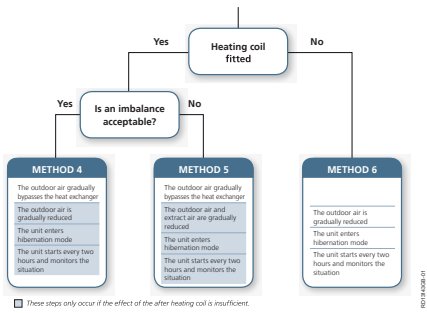 Yes
Heating coil
fitted
No
Yes
Is an imbalance
acceptable?
No
METHOD 4
The outdoor air gradually
bypasses the heat exchanger
The outdoor air is
gradually reduced
The unit enters
hibernation mode
The unit starts every two
hours and monitors the
situation
METHOD 5
The outdoor air gradually
bypasses the heat exchanger
The outdoor air and
extract air are gradually
reduced
The unit enters
hibernation mode
The unit starts every two
hours and monitors the
situation
METHOD 6
The outdoor air is
gradually reduced
The unit enters
hibernation mode
The unit starts every two
hours and monitors the
situation
These steps only occur if the effect of the after heating coil is insufficient.
RD13343GB-01